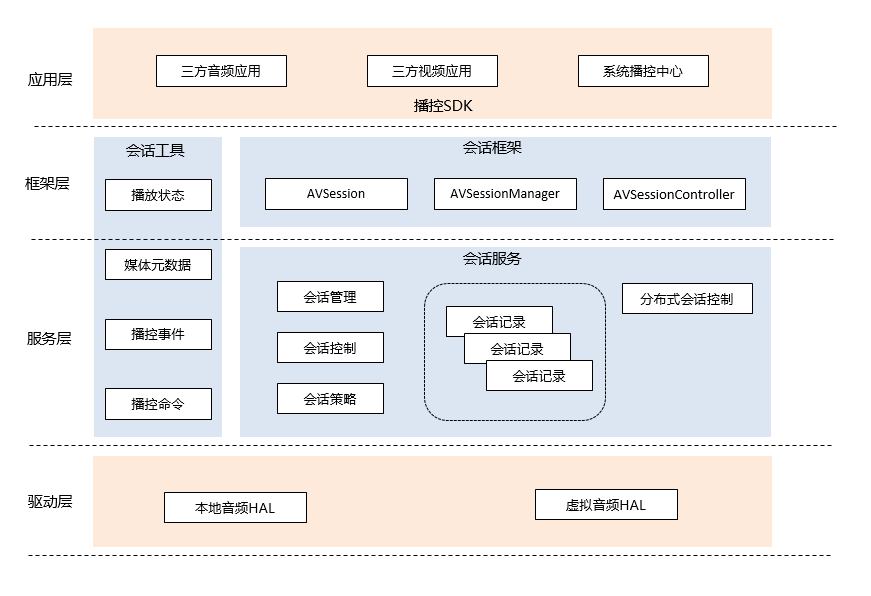 应用层
三方音频应用
三方视频应用
系统播控中心
播控SDK
框架层
会话工具
播放状态
会话框架
AVSession
AVSessionManager
AVSessionController
服务层
媒体元数据
播控事件
播控命令
会话服务
会话管理
会话控制
会话策略
会话记录
会话记录
会话记录
分布式会话控制
驱动层
本地音频HAL
虚拟音频HAL